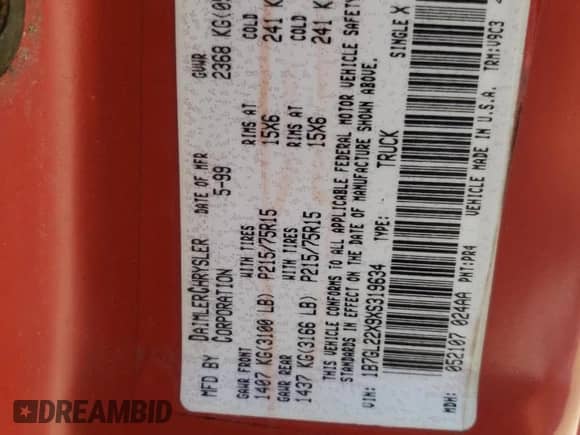 MFD BY DAIMLERCHRYSLER CORPORATION
DATE OF MFR 5-99
GVWR 2368 KG(
GAWR FRONT WITH TIRES RIMS AT COLD
1407 KG(3100 LB) P215/75R15 15X6 241 K
GAWR REAR WITH TIRES RIMS AT COLD
1437 KG(3166 LB) P215/75R15 15X6 241 K
THIS VEHICLE CONFORMS TO ALL APPLICABLE FEDERAL MOTOR VEHICLE SAFETY
STANDARDS IN EFFECT ON THE DATE OF MANUFACTURE SHOWN ABOVE.
VIN: 1B7GL22X9XS319634 TYPE: TRUCK SINGLE X
MDH: 052107 024AA PNT:PR4 VEHICLE MADE IN U.S.A. TRM:V9C3
DREAMBID